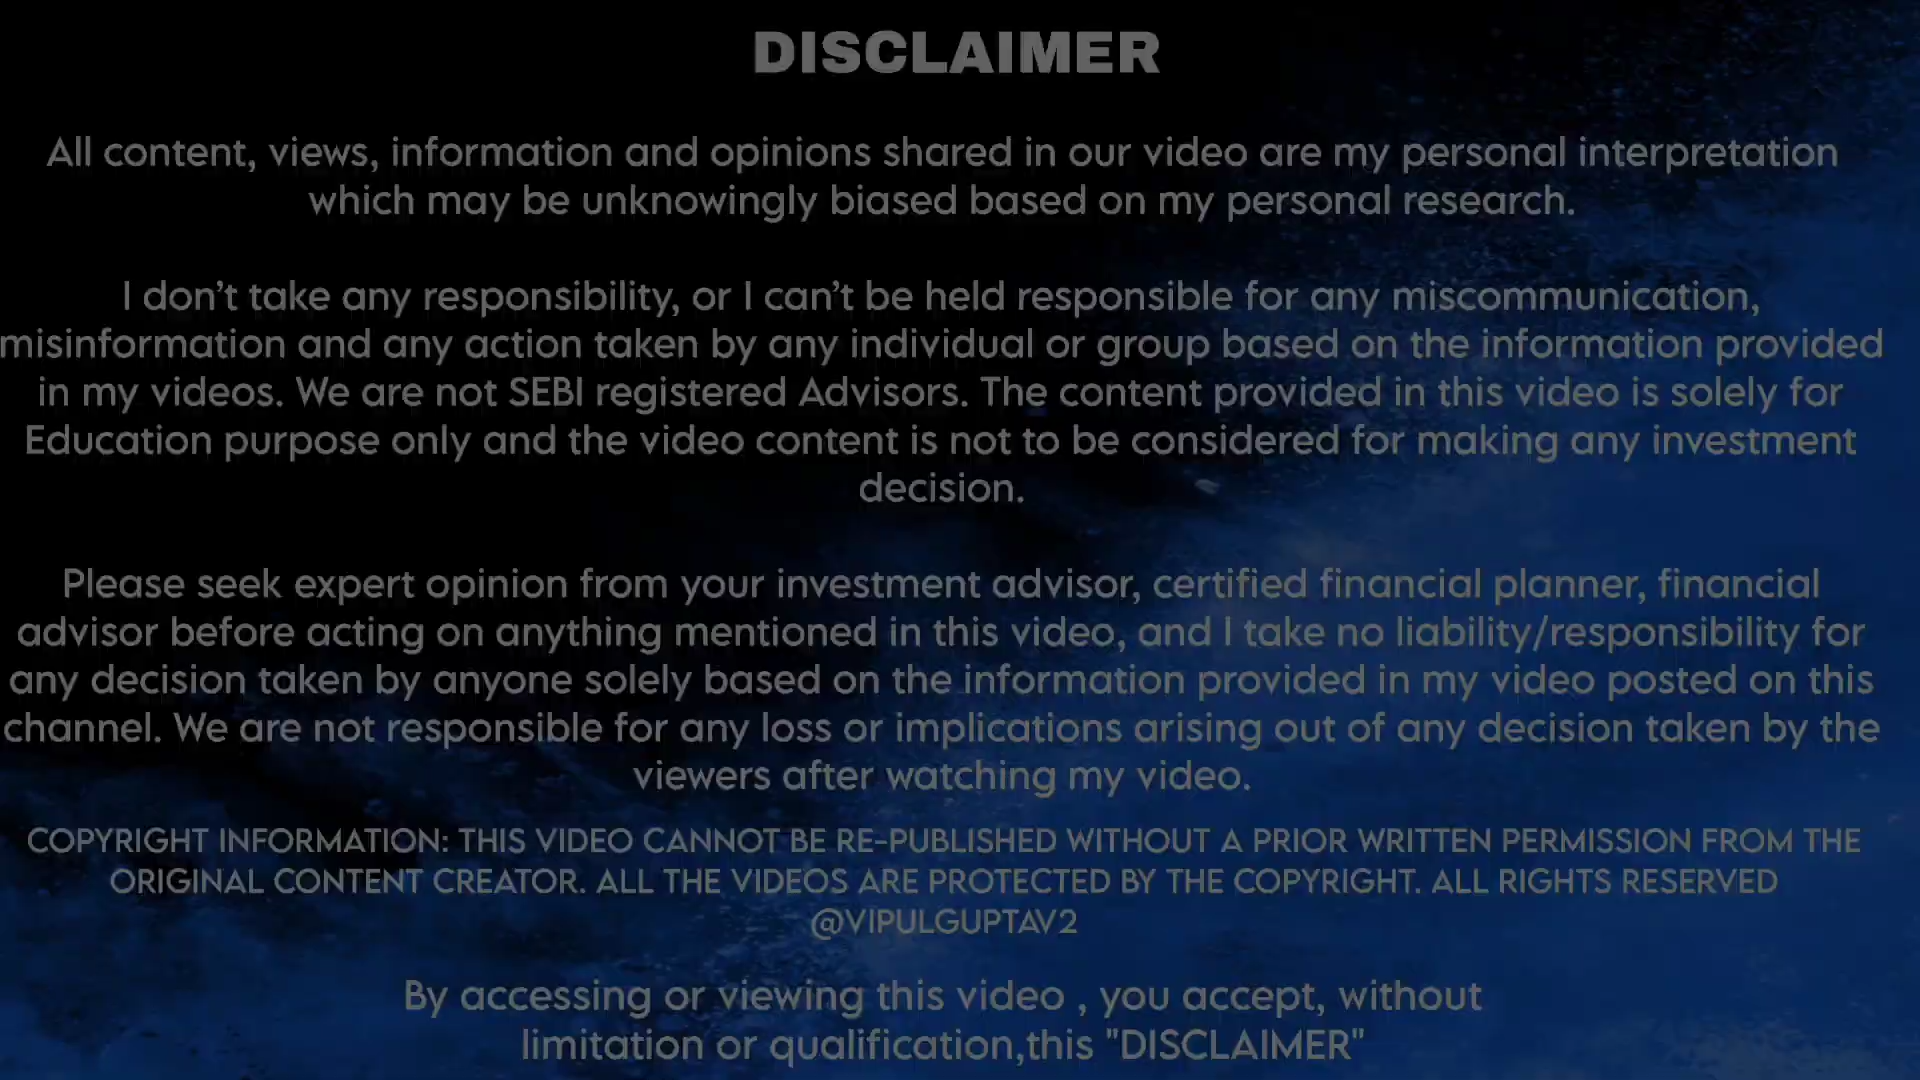 DISCLAIMER
All content, views, information and opinions shared in our video are my personal interpretation
which may be unknowingly biased based on my personal research.
I don't take any responsibility, or I can't be held responsible for any miscommunication,
misinformation and any action taken by any individual or group based on the information provided
in my videos. We are not SEBI registered Advisors. The content provided in this video is solely for
Education purpose only and the video content is not to be considered for making any investment
decision.
Please seek expert opinion from your investment advisor, certified financial planner, financial
advisor before acting on anything mentioned in this video, and I take no liability/responsibility for
any decision taken by anyone solely based on the information provided in my video posted on this
channel. We are not responsible for any loss or implications arising out of any decision taken by the
viewers after watching my video.
COPYRIGHT INFORMATION: THIS VIDEO CANNOT BE RE-PUBLISHED WITHOUT A PRIOR WRITTEN PERMISSION FROM THE
ORIGINAL CONTENT CREATOR. ALL THE VIDEOS ARE PROTECTED BY THE COPYRIGHT. ALL RIGHTS RESERVED
@VIPULGUPTAV2
By accessing or viewing this video , you accept, without
limitation or qualification,this "DISCLAIMER"